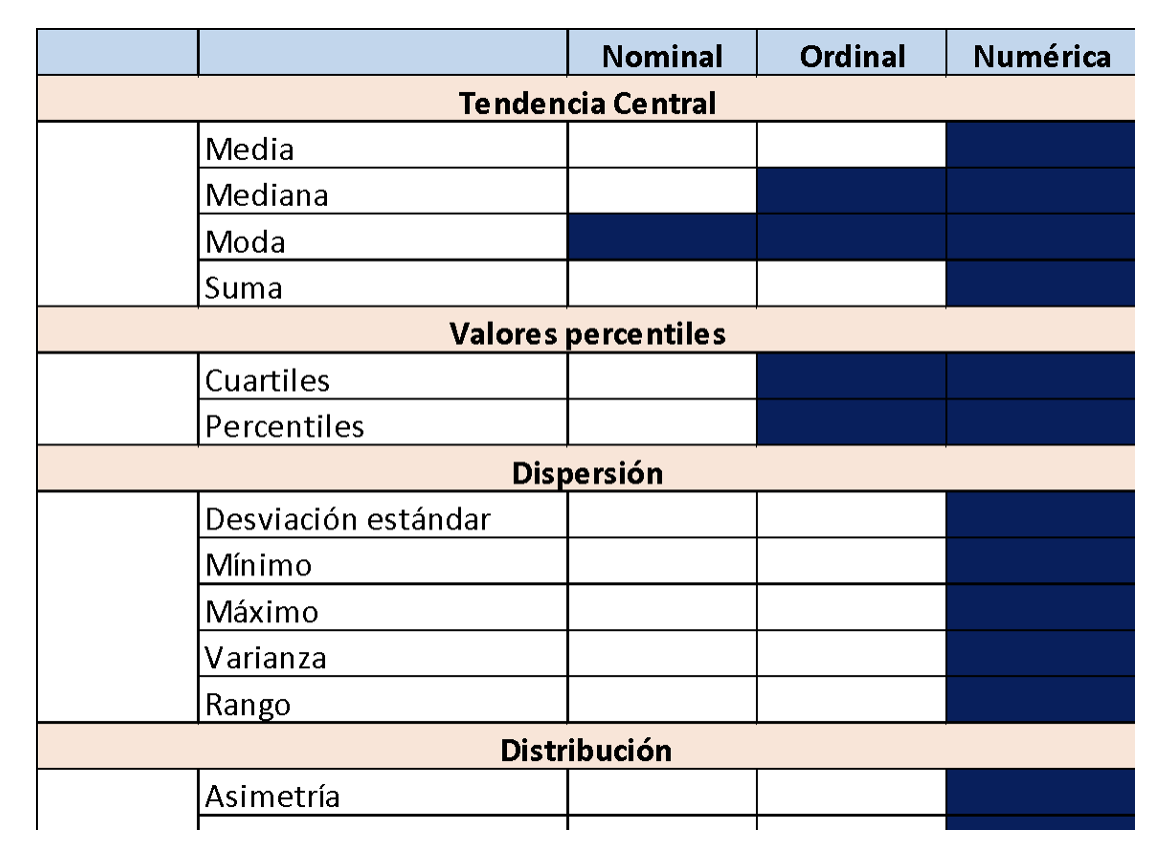 Nominal Ordinal Numérica
Tendencia Central
Media
Mediana
Moda
Suma
Valores percentiles
Cuartiles
Percentiles
Dispersión
Desviación estándar
Mínimo
Máximo
Varianza
Rango
Distribución
Asimetría